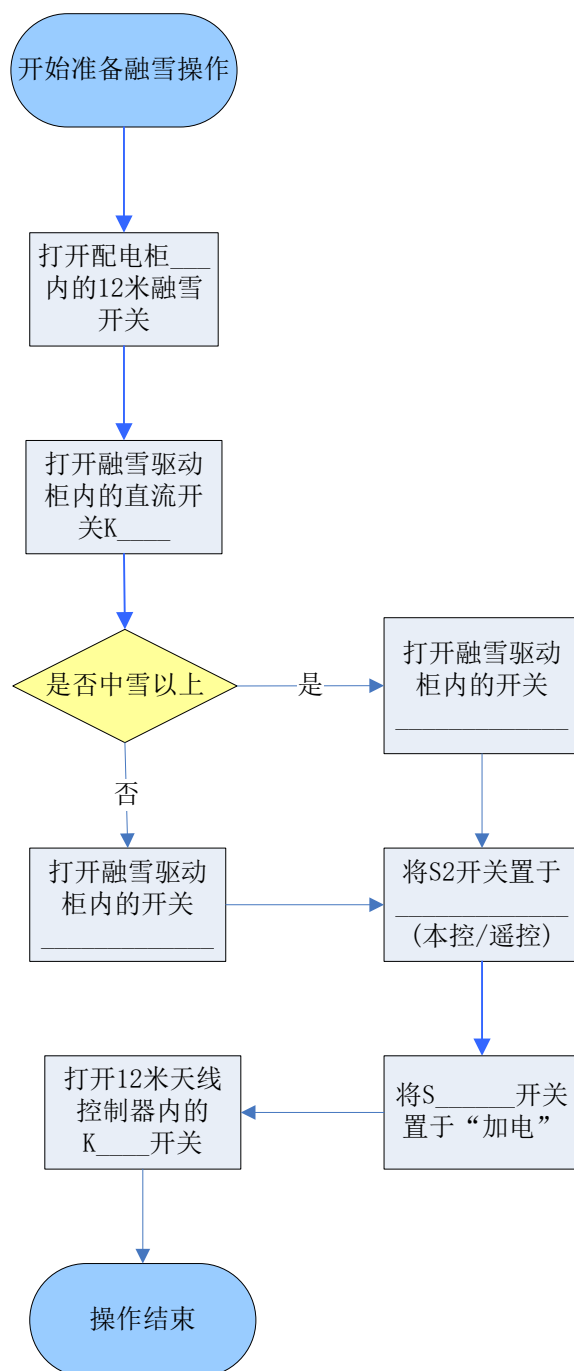 开始准备融雪操作
打开配电柜___
内的12米融雪
开关
打开融雪驱动
柜内的直流开
关K____
是否中雪以上
是
打开融雪驱动
柜内的开关
_____________
否
打开融雪驱动
柜内的开关
_____________
将S2开关置于
_____________
(本控/遥控)
将S______开关
置于“加电”
打开12米天线
控制器内的
K____开关
操作结束